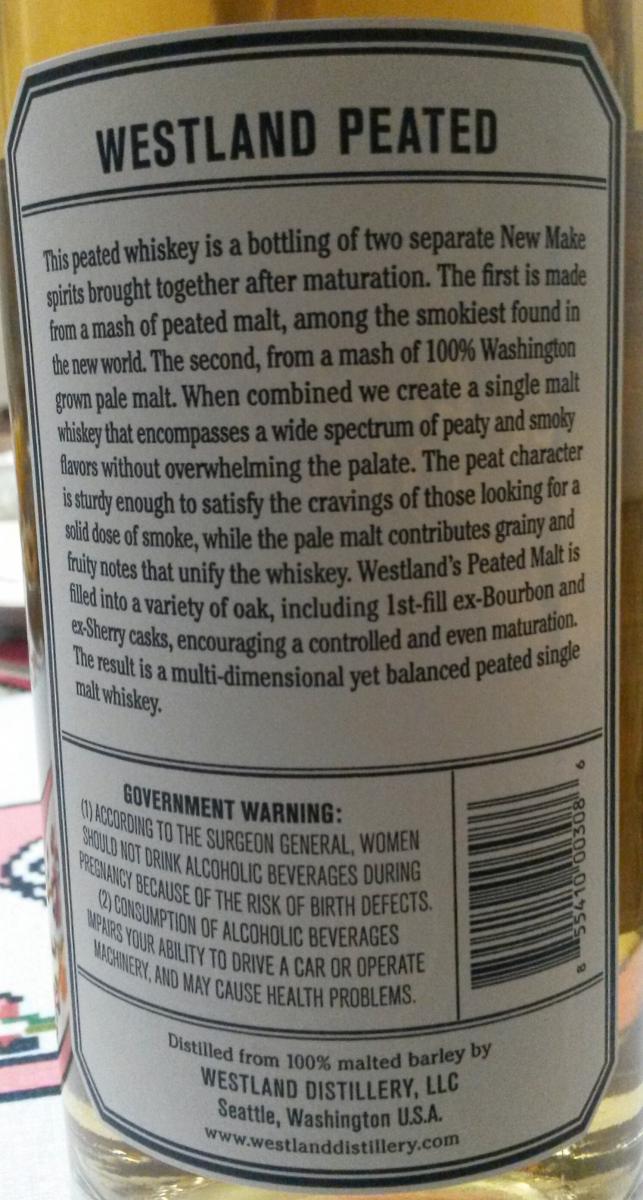 WESTLAND PEATED
This peated whiskey is a bottling of two separate New Make
spirits brought together after maturation. The first is made
from a mash of peated malt, among the smokiest found in
the new world. The second, from a mash of 100% Washington
grown pale malt. When combined we create a single malt
whiskey that encompasses a wide spectrum of peaty and smoky
flavors without overwhelming the palate. The peat character
is sturdy enough to satisfy the cravings of those looking for a
solid dose of smoke, while the pale malt contributes grainy and
fruity notes that unify the whiskey. Westland's Peated Malt is
filled into a variety of oak, including 1st-fill ex-Bourbon and
ex-Sherry casks, encouraging a controlled and even maturation.
The result is a multi-dimensional yet balanced peated single
malt whiskey.
GOVERNMENT WARNING:
(1) ACCORDING TO THE SURGEON GENERAL, WOMEN
SHOULD NOT DRINK ALCOHOLIC BEVERAGES DURING
PREGNANCY BECAUSE OF THE RISK OF BIRTH DEFECTS.
(2) CONSUMPTION OF ALCOHOLIC BEVERAGES
IMPAIRS YOUR ABILITY TO DRIVE A CAR OR OPERATE
MACHINERY, AND MAY CAUSE HEALTH PROBLEMS.
8 55410 00308 6
Distilled from 100% malted barley by
WESTLAND DISTILLERY, LLC
Seattle, Washington U.S.A.
www.westlanddistillery.com